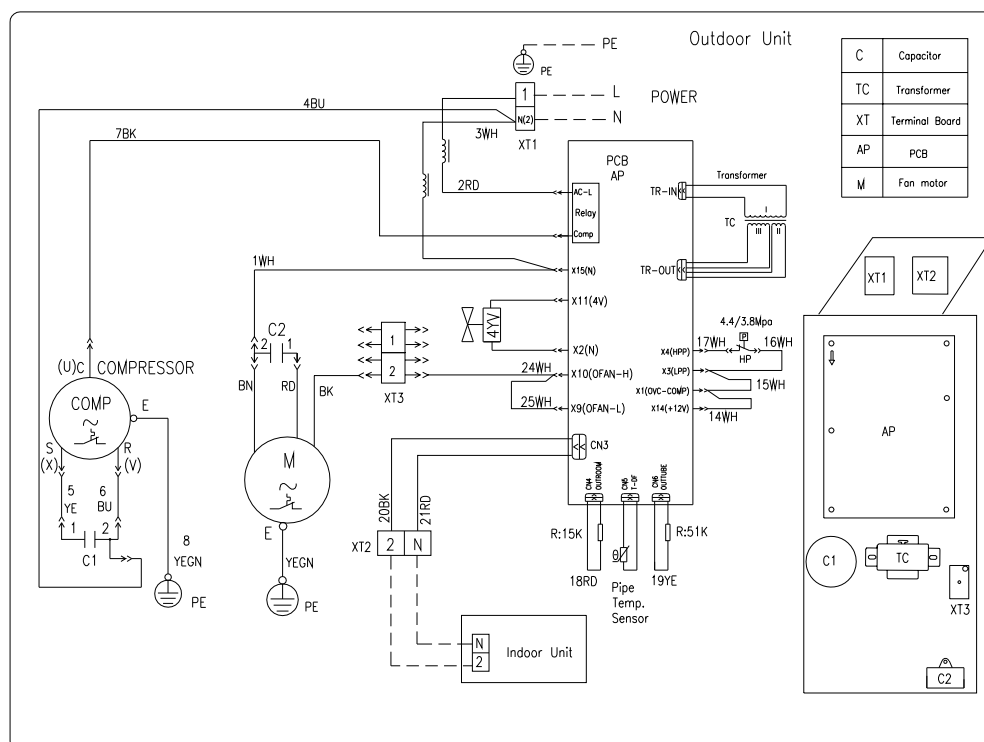 Outdoor Unit
PE
PE
L
POWER
1
N(2)
N
XT1
4BU
3WH
7BK
2RD
C Capacitor
TC Transformer
XT Terminal Board
AP PCB
M Fan motor
PCB
AP
AC-L
Relay
Comp
TR-IN
Transformer
TC
I
III
II
TR-OUT
1WH
X15(N)
X11(4V)
4YV
X2(N)
C2
2
1
BN
RD
BK
1
2
XT3
24WH
X10(OFAN-H)
25WH
X9(OFAN-L)
4.4/3.8Mpa
P
17WH
16WH
HP
X4(HPP)
X3(LPP)
15WH
X1(OVC-COMP)
X14(+12V)
14WH
(U)C
COMPRESSOR
COMP
E
S
(X)
R
(V)
5
YE
6
BU
1
2
C1
8
YEGN
PE
M
E
YEGN
PE
CN3
20BK
21RD
XT2
2
N
CN4
OUTROOM
CN5
T-DF
CN6
OUTTUBE
R:15K
R:51K
θ
18RD
19YE
Pipe
Temp.
Sensor
N
2
Indoor Unit
XT1
XT2
AP
C1
TC
XT3
C2